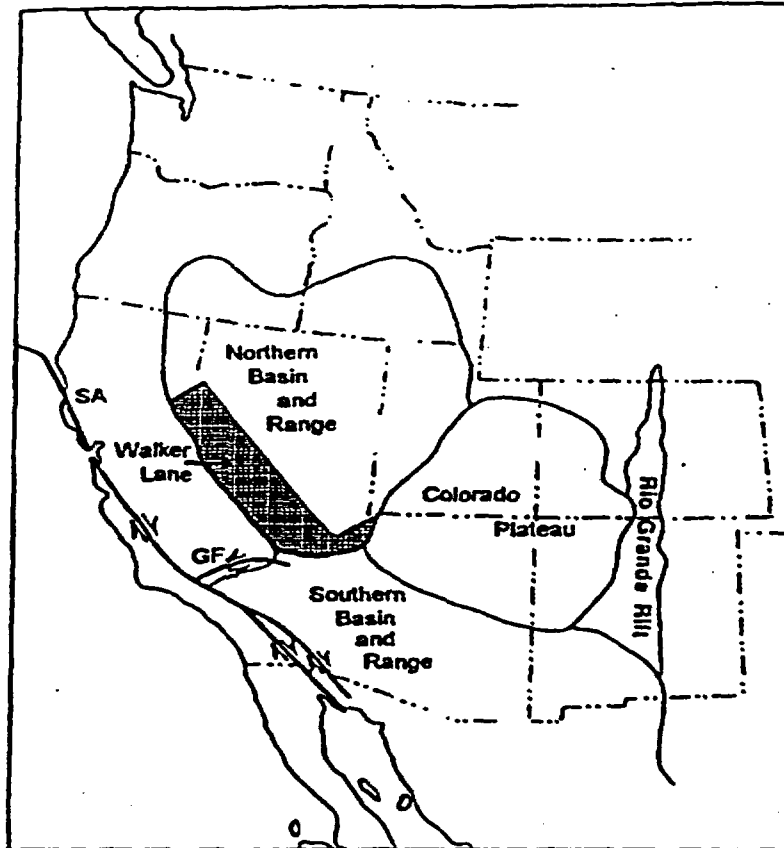 Northern
Basin
and
Range
SA
Walker
Lane
Colorado
Plateau
Rio Grande Rift
GF
Southern
Basin
and
Range